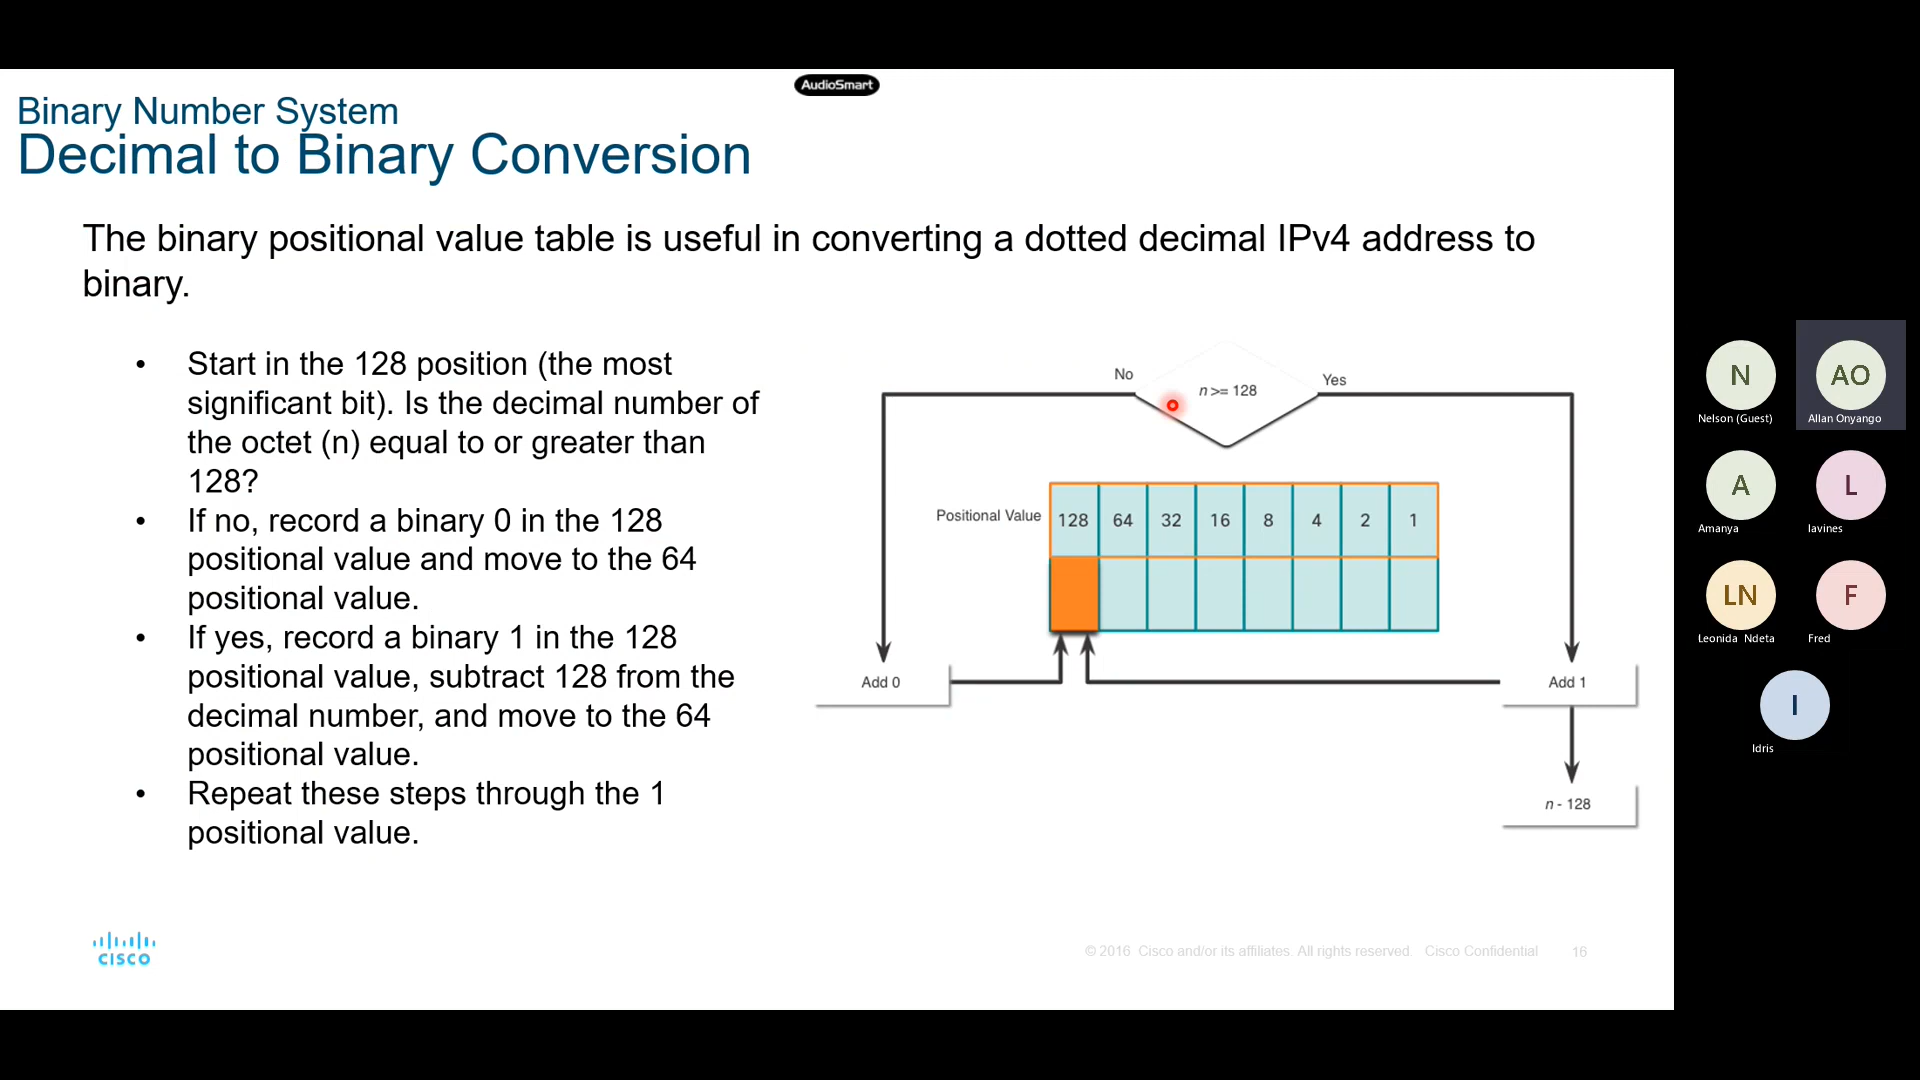 AudioSmart
Binary Number System
Decimal to Binary Conversion
The binary positional value table is useful in converting a dotted decimal IPv4 address to
binary.
• Start in the 128 position (the most
significant bit). Is the decimal number of
the octet (n) equal to or greater than
128?
• If no, record a binary 0 in the 128
positional value and move to the 64
positional value.
• If yes, record a binary 1 in the 128
positional value, subtract 128 from the
decimal number, and move to the 64
positional value.
• Repeat these steps through the 1
positional value.
No
n >= 128
Yes
Positional Value 128 64 32 16 8 4 2 1
Add 0
Add 1
n - 128
CISCO
© 2016 Cisco and/or its affiliates. All rights reserved. Cisco Confidential 16
N
Nelson (Guest)
AO
Allan Onyango
A
Amanya
L
lavines
LN
Leonida Ndeta
F
Fred
I
Idris